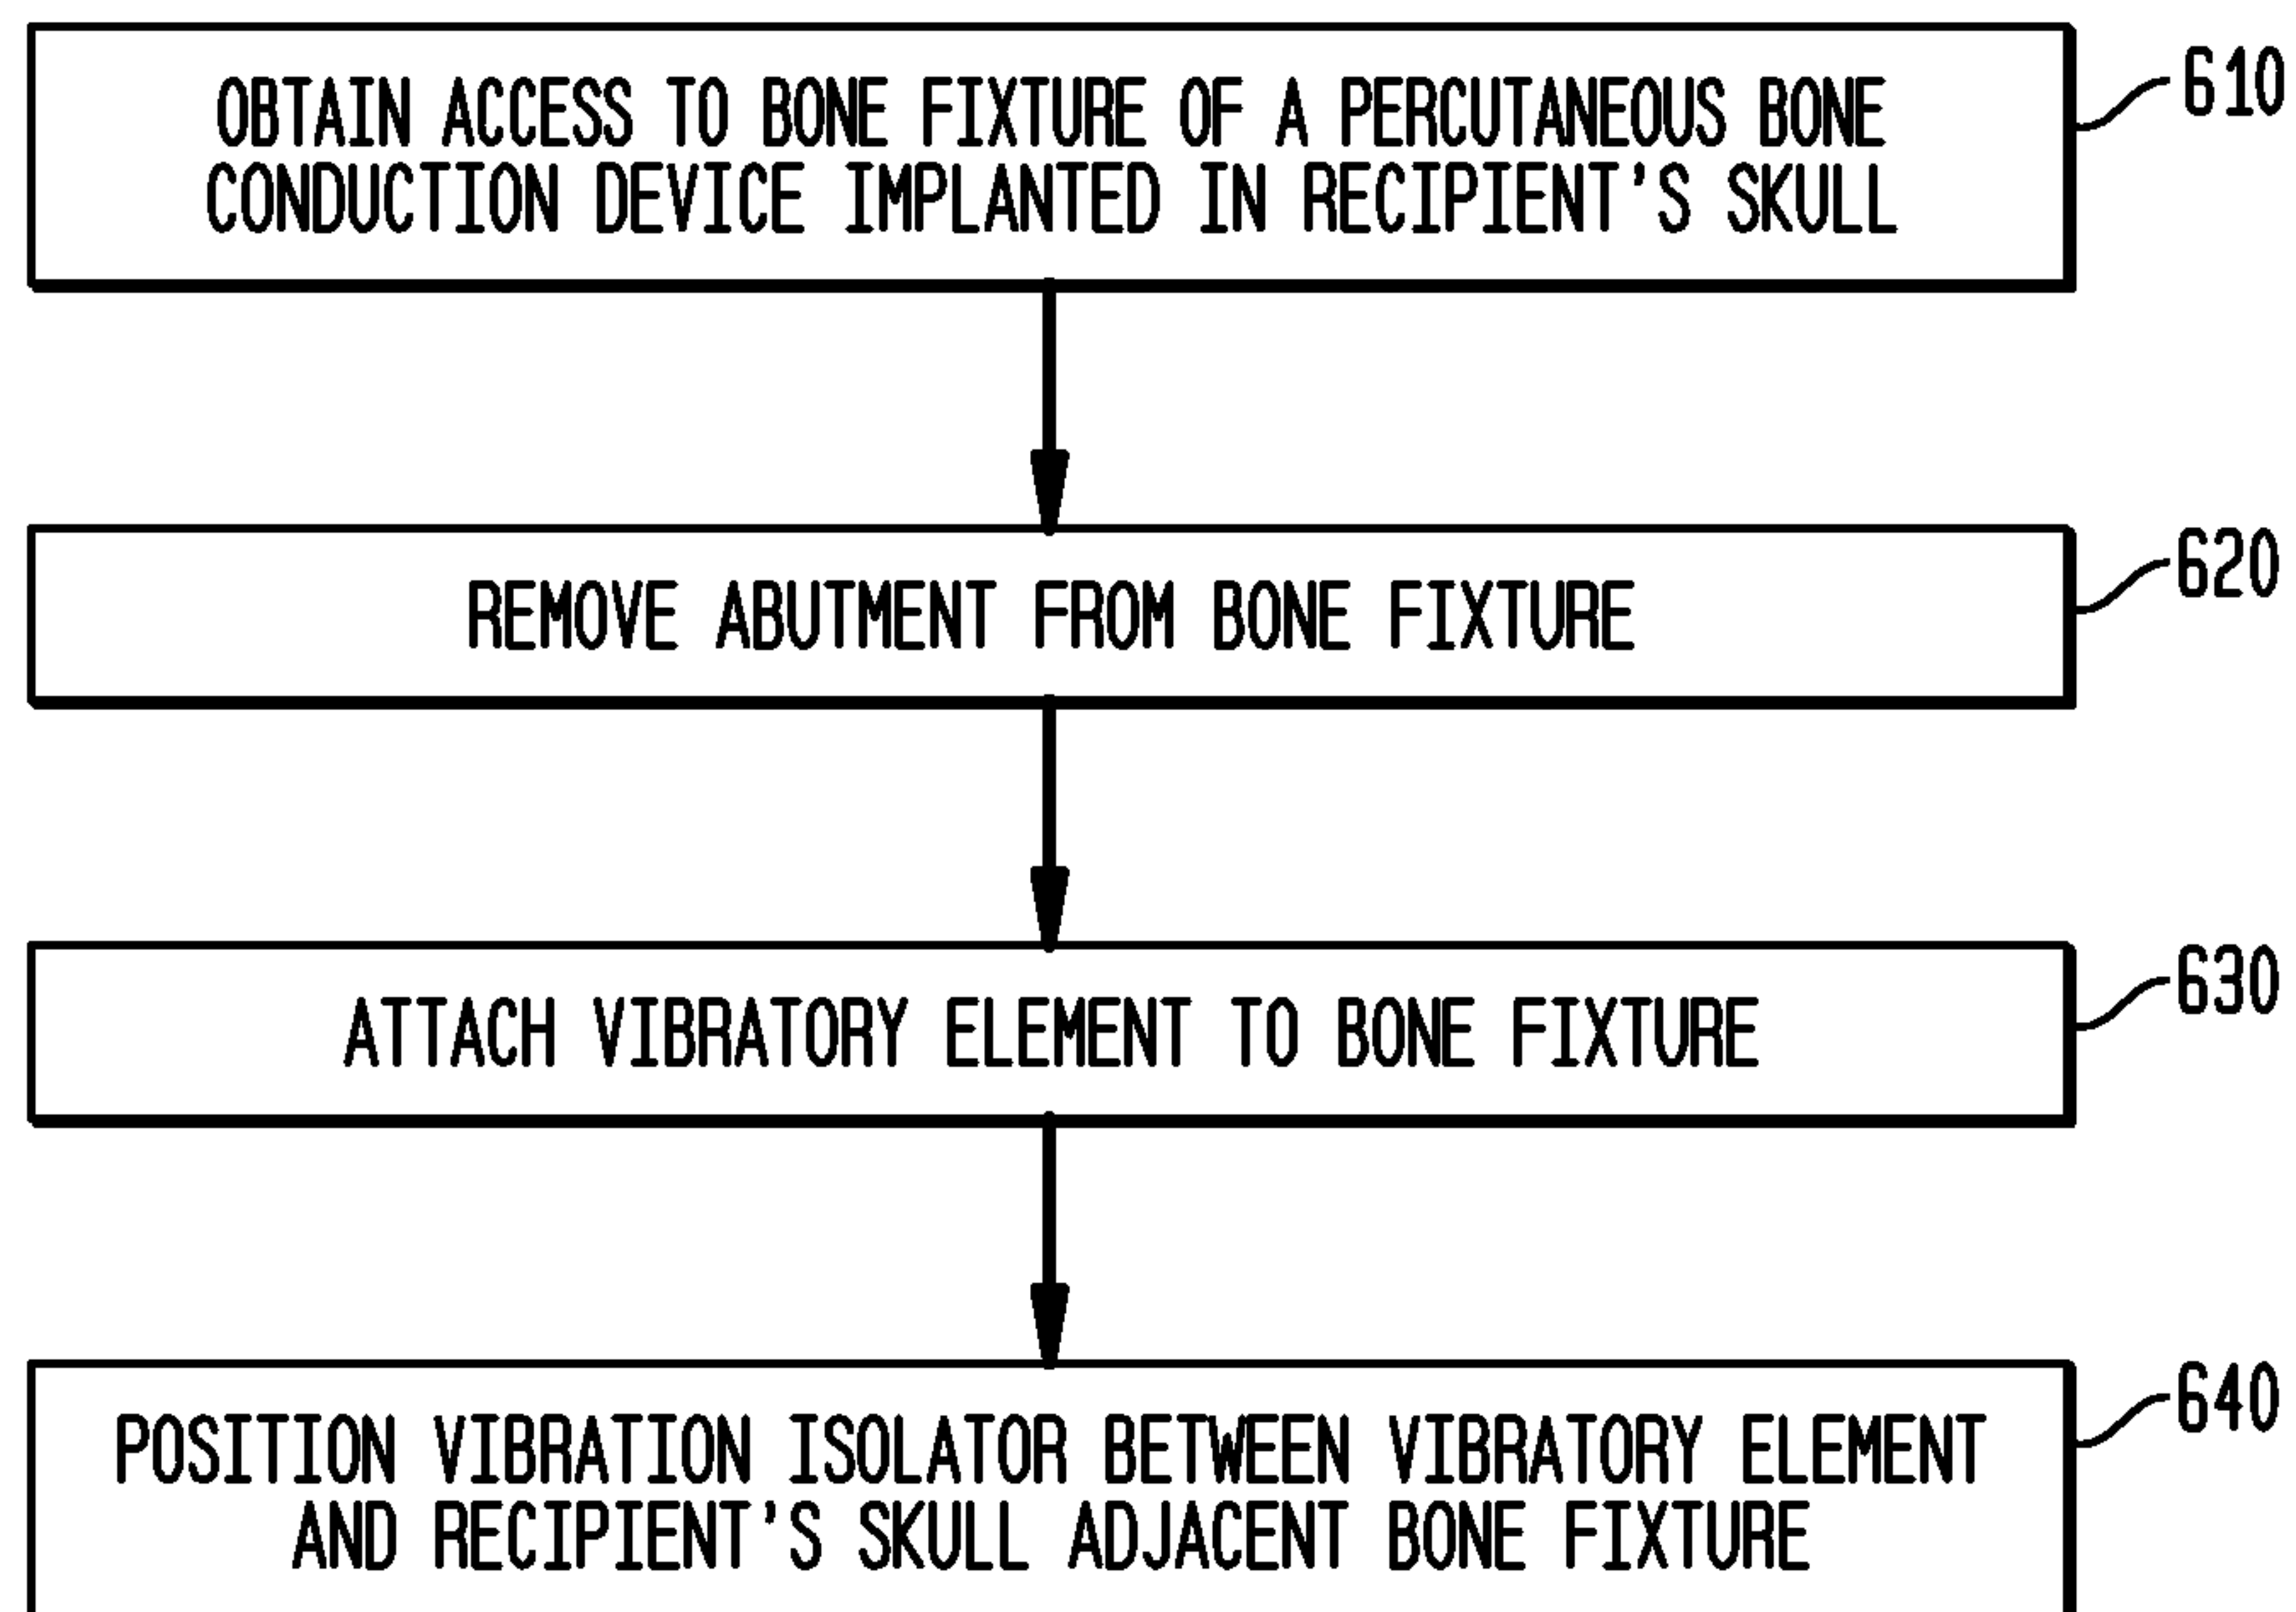 OBTAIN ACCESS TO BONE FIXTURE OF A PERCUTANEOUS BONE
CONDUCTION DEVICE IMPLANTED IN RECIPIENT'S SKULL
610
REMOVE ABUTMENT FROM BONE FIXTURE
620
ATTACH VIBRATORY ELEMENT TO BONE FIXTURE
630
POSITION VIBRATION ISOLATOR BETWEEN VIBRATORY ELEMENT
AND RECIPIENT'S SKULL ADJACENT BONE FIXTURE
640